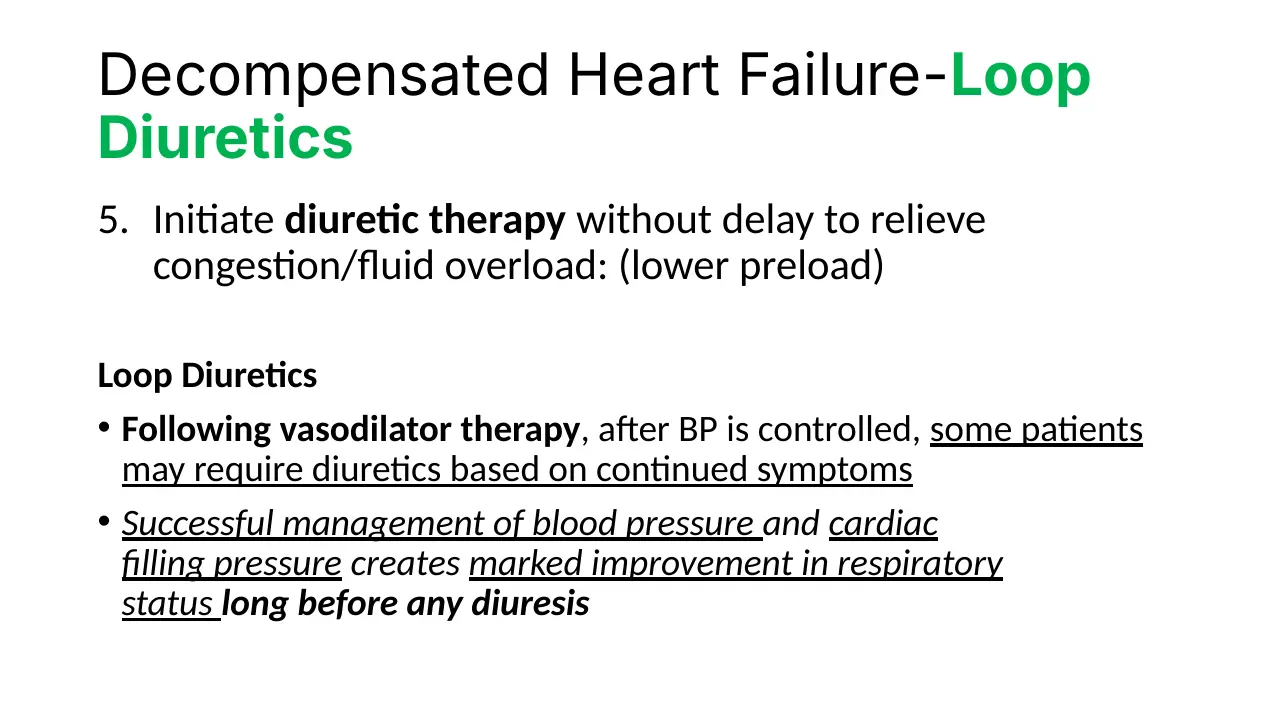 Decompensated Heart Failure-Loop
Diuretics
5. Initiate diuretic therapy without delay to relieve
congestion/fluid overload: (lower preload)
Loop Diuretics
• Following vasodilator therapy, after BP is controlled, some patients
may require diuretics based on continued symptoms
• Successful management of blood pressure and cardiac
filling pressure creates marked improvement in respiratory
status long before any diuresis